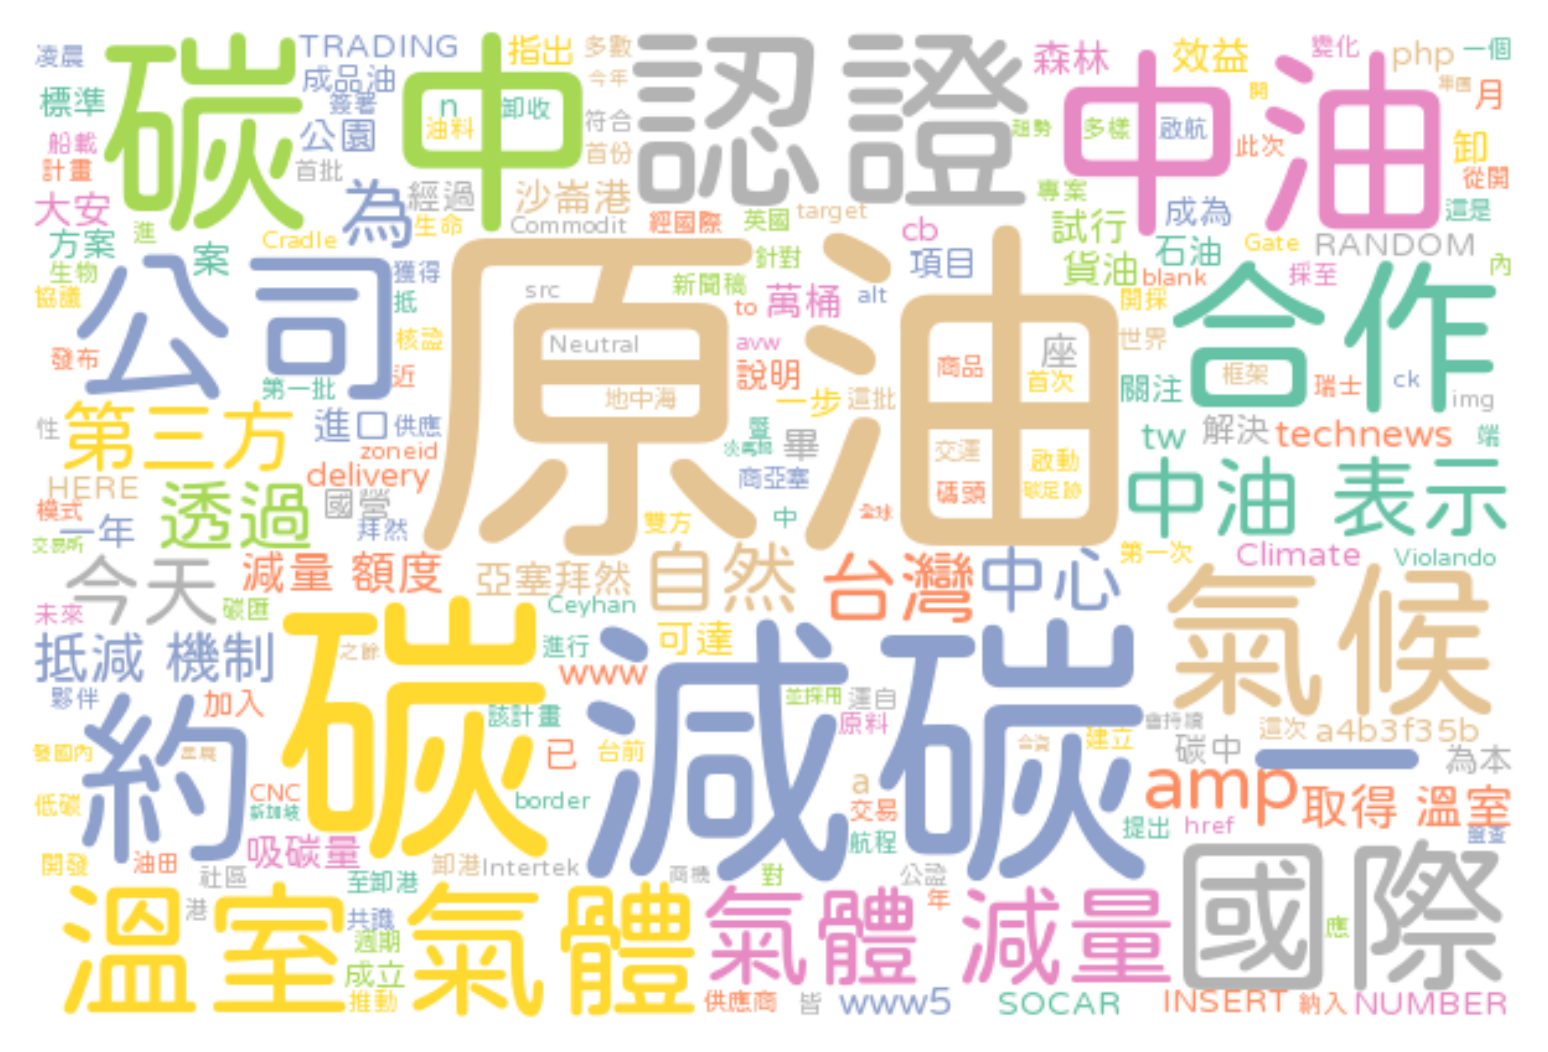 凌晨
碳中
TRADING
指出
多數
認證
森林
效益
變化
php
一個
成品油
今年
開
月
標準
簽署
n
卸收
中油
公園
油料
符合
多樣
啟航
此次
卸
船載
計畫
首批
首份
從開
大安
為
經過
沙崙港
專案
成為
這是
方案
進
案
生命
Cradle
Commodit
經國際
英國
target
cb
試行
石油
Gate
RANDOM
生物
公司
獲得
原油
針對
項目
貨油
blank
採至
內
協議
抵
src
新聞稿
to
萬桶
alt
開採
合作
發布
Neutral
avw
座
世界
第一批
近
地中海
說明
商品
首次
關注
框架
瑞士
ck
img
性
第三方
進口
供應
一步
這批
tw
解決
technews
端
zoneid
畢
交運
啟動
HERE
delivery
商亞塞
碼頭
碳足跡
中油 表示
模式
一年
透過
國營
拜然
雙方
中
全球
交易所
今天
減量 額度
亞塞拜然
自然
台灣
中心
第一次
Climate
Violando
未來
碳匯
Ceyhan
氣候
抵減 機制
碳
之餘
進行
可達
減碳
夥伴
加入
www
並採用
運自
約
該計畫
原料
會持續
這次
a4b3f35b
發國內
已
台前
建立
碳中
一
為本
低碳
CNC
新加坡
border
a
交易
amp
取得 溫室
提出
href
盤查
開發
油田
吸碳量
卸港
Intertek
航程
社區
至卸港
商機
對
公證
國際
溫室氣體
港
共識
氣體 減量
年
應
週期
成立
推動
供應商
皆
www5
SOCAR
INSERT
納入
NUMBER